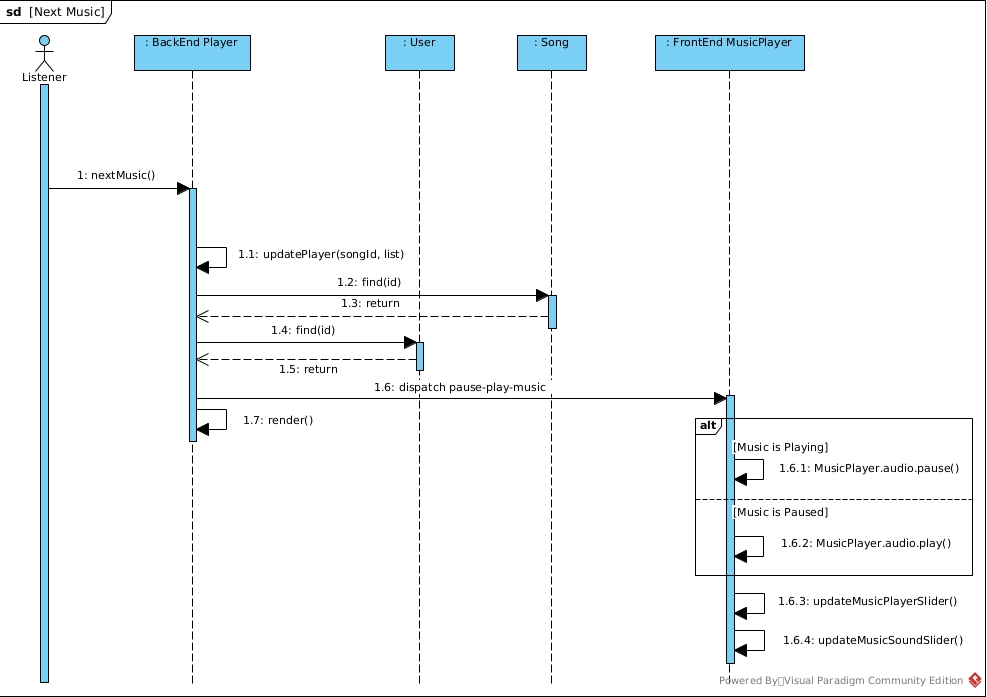 sd [Next Music]
: BackEnd Player
: User
: Song
: FrontEnd MusicPlayer
Listener
1: nextMusic()
1.1: updatePlayer(songId, list)
1.2: find(id)
1.3: return
1.4: find(id)
1.5: return
1.6: dispatch pause-play-music
1.7: render()
alt
[Music is Playing]
1.6.1: MusicPlayer.audio.pause()
[Music is Paused]
1.6.2: MusicPlayer.audio.play()
1.6.3: updateMusicPlayerSlider()
1.6.4: updateMusicSoundSlider()
Powered By Visual Paradigm Community Edition